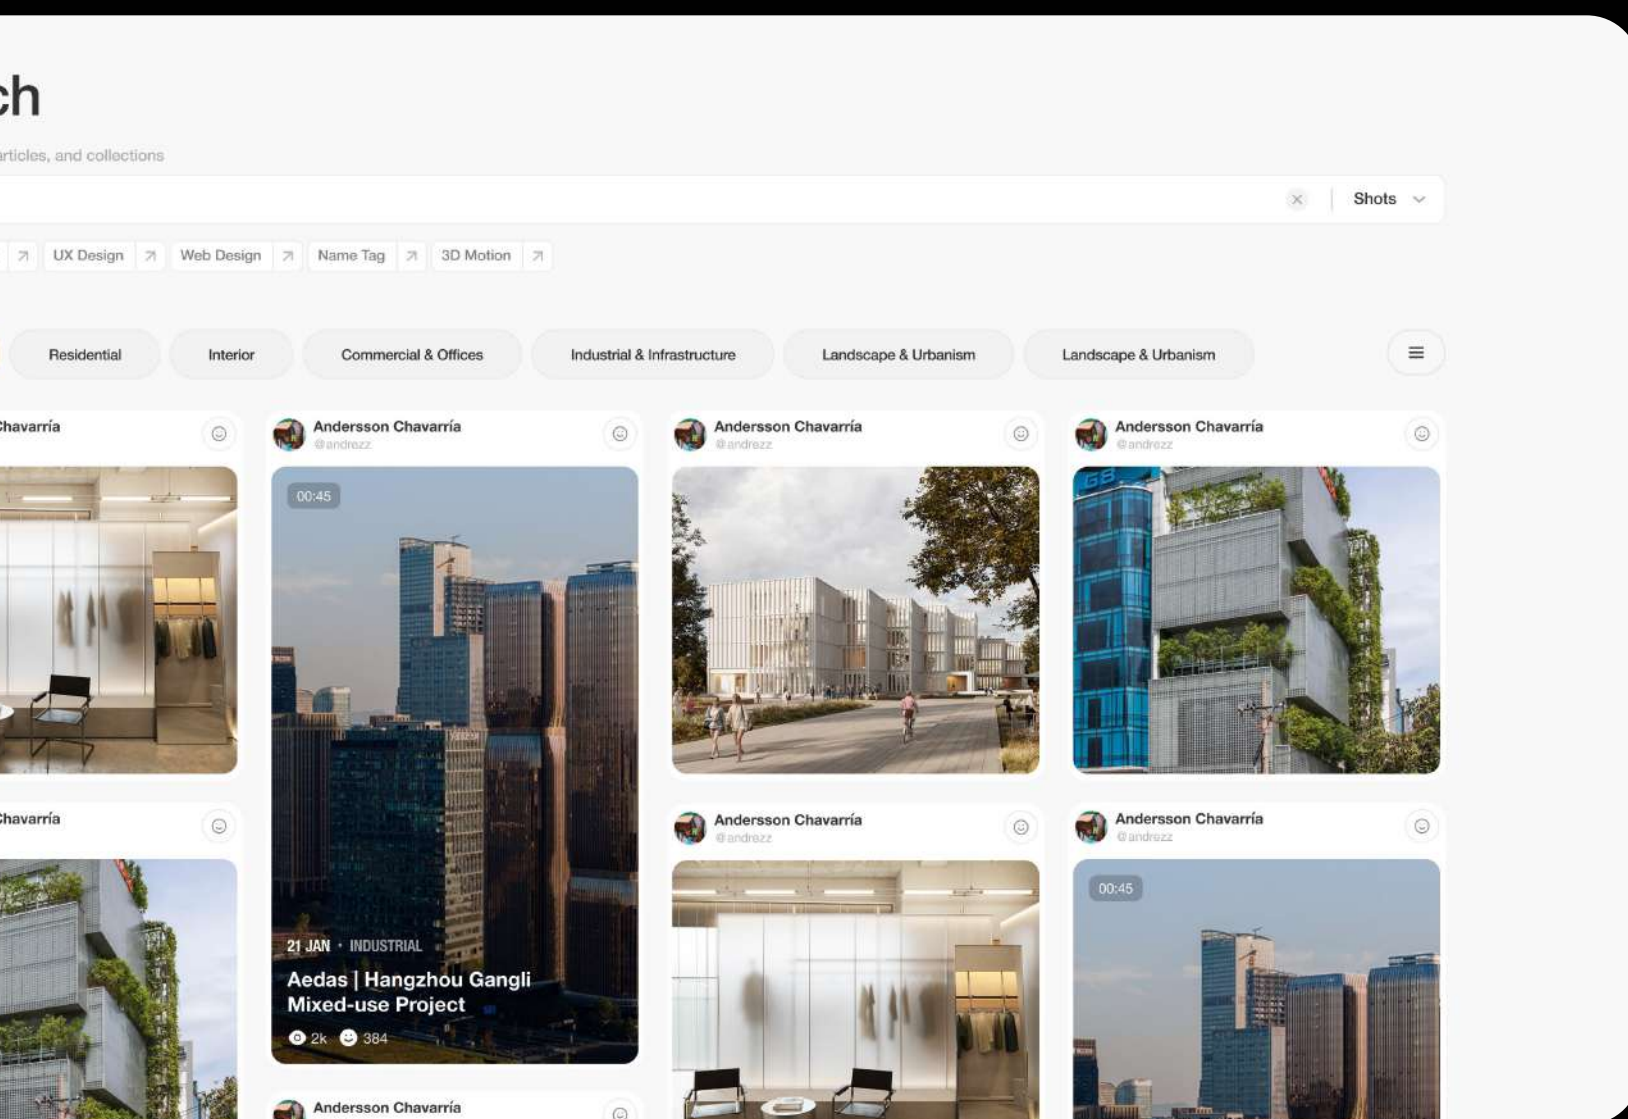 ch
articles, and collections
Shots
UX Design
Web Design
Name Tag
3D Motion
Residential
Interior
Commercial & Offices
Industrial & Infrastructure
Landscape & Urbanism
Landscape & Urbanism
Chavarría
Andersson Chavarría
@andrezz
Andersson Chavarría
@andrezz
Andersson Chavarría
@andrezz
00:45
G8
21 JAN · INDUSTRIAL
Aedas | Hangzhou Gangli
Mixed-use Project
2k 384
Chavarría
Andersson Chavarría
@andrezz
Andersson Chavarría
@andrezz
00:45
Andersson Chavarría